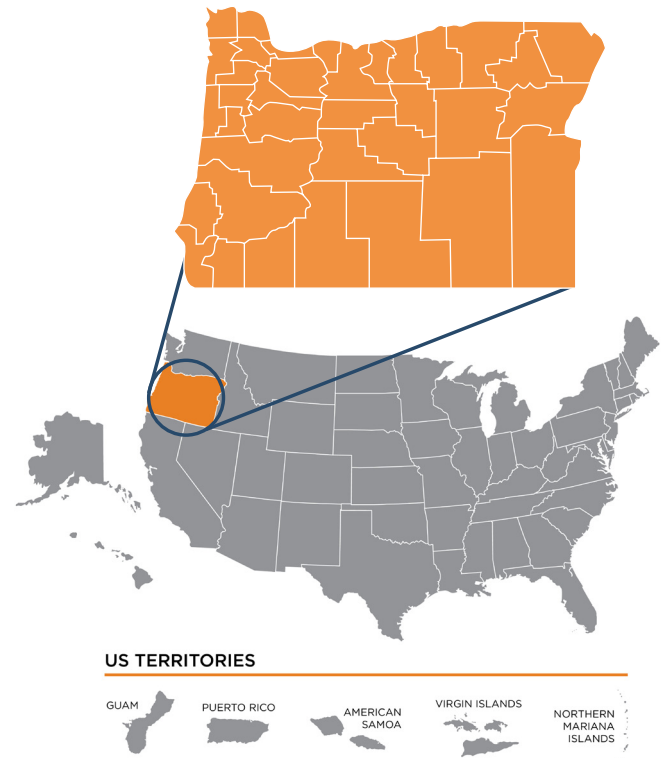 US TERRITORIES
GUAM
PUERTO RICO
AMERICAN
SAMOA
VIRGIN ISLANDS
NORTHERN
MARIANA
ISLANDS